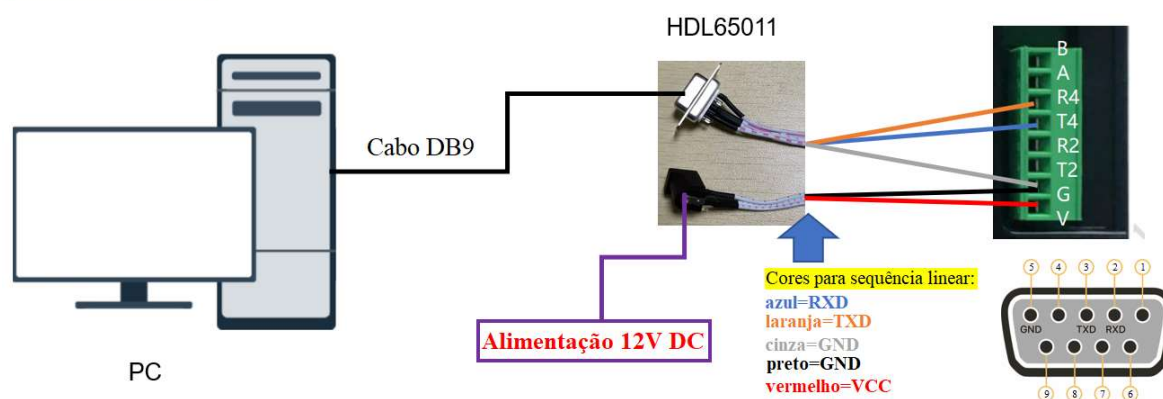 HDL65011
B
A
R4
T4
R2
T2
G
V
Cabo DB9
Cores para sequência linear:
azul=RXD
laranja=TXD
cinza=GND
preto=GND
vermelho=VCC
Alimentação 12V DC
PC
5 4 3 2 1
GND TXD RXD
9 8 7 6